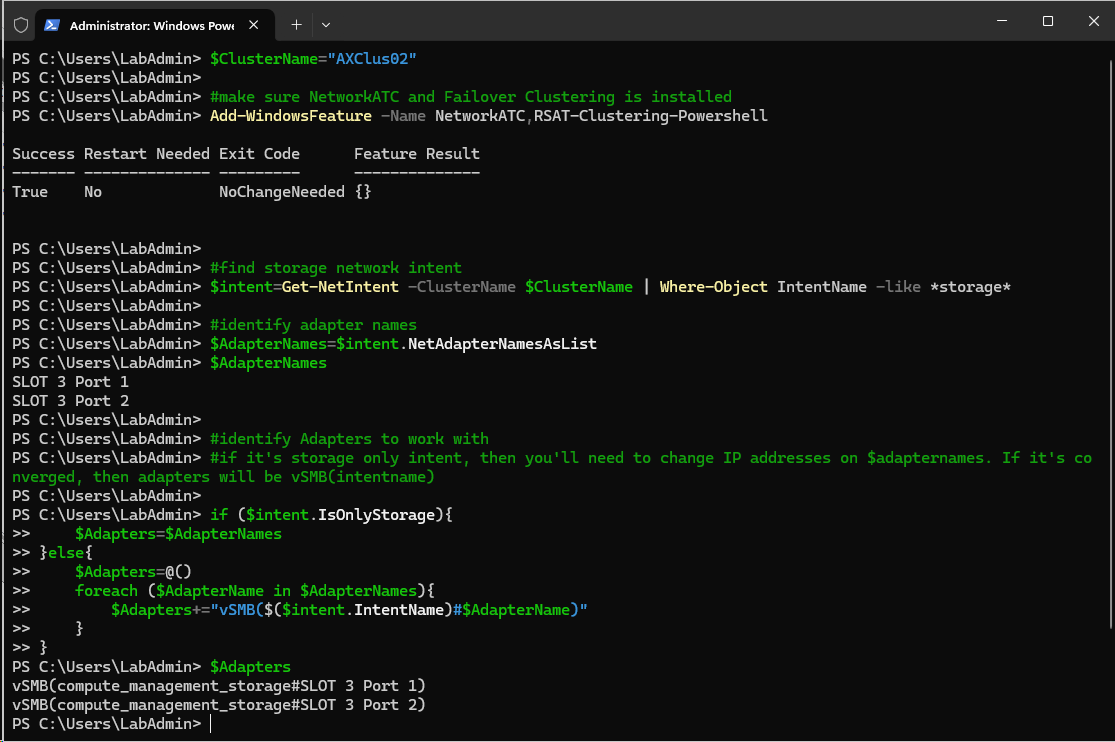 Administrator: Windows Powe
PS C:\Users\LabAdmin> $ClusterName="AXClus02"
PS C:\Users\LabAdmin>
PS C:\Users\LabAdmin> #make sure NetworkATC and Failover Clustering is installed
PS C:\Users\LabAdmin> Add-WindowsFeature -Name NetworkATC,RSAT-Clustering-Powershell
Success Restart Needed Exit Code      Feature Result
------- -------------- ---------      --------------
True    No             NoChangeNeeded {}
PS C:\Users\LabAdmin>
PS C:\Users\LabAdmin> #find storage network intent
PS C:\Users\LabAdmin> $intent=Get-NetIntent -ClusterName $ClusterName | Where-Object IntentName -like *storage*
PS C:\Users\LabAdmin>
PS C:\Users\LabAdmin> #identify adapter names
PS C:\Users\LabAdmin> $AdapterNames=$intent.NetAdapterNamesAsList
PS C:\Users\LabAdmin> $AdapterNames
SLOT 3 Port 1
SLOT 3 Port 2
PS C:\Users\LabAdmin>
PS C:\Users\LabAdmin> #identify Adapters to work with
PS C:\Users\LabAdmin> #if it's storage only intent, then you'll need to change IP addresses on $adapternames. If it's co
nverged, then adapters will be vSMB(intentname)
PS C:\Users\LabAdmin>
PS C:\Users\LabAdmin> if ($intent.IsOnlyStorage){
>>     $Adapters=$AdapterNames
>> }else{
>>     $Adapters=@()
>>     foreach ($AdapterName in $AdapterNames){
>>         $Adapters+="vSMB($($intent.IntentName)#$AdapterName)"
>>     }
>> }
PS C:\Users\LabAdmin> $Adapters
vSMB(compute_management_storage#SLOT 3 Port 1)
vSMB(compute_management_storage#SLOT 3 Port 2)
PS C:\Users\LabAdmin>